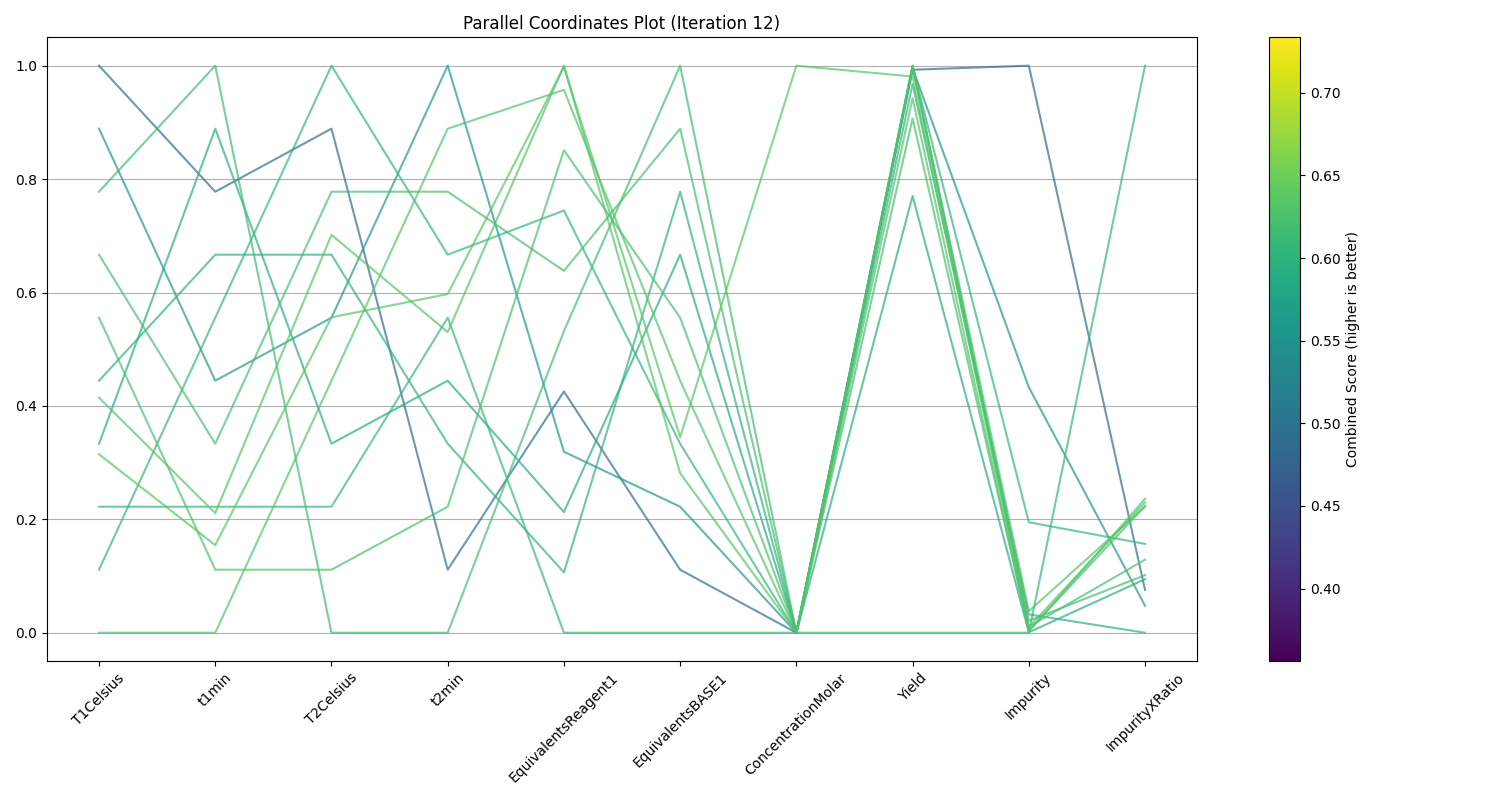 Parallel Coordinates Plot (Iteration 12)
1.0
0.8
0.6
0.4
0.2
0.0
T1Celsius
t1min
T2Celsius
t2min
EquivalentsReagent1
EquivalentsBASE1
ConcentrationMolar
Yield
Impurity
ImpurityXRatio
0.70
0.65
0.60
0.55
0.50
0.45
0.40
Combined Score (higher is better)